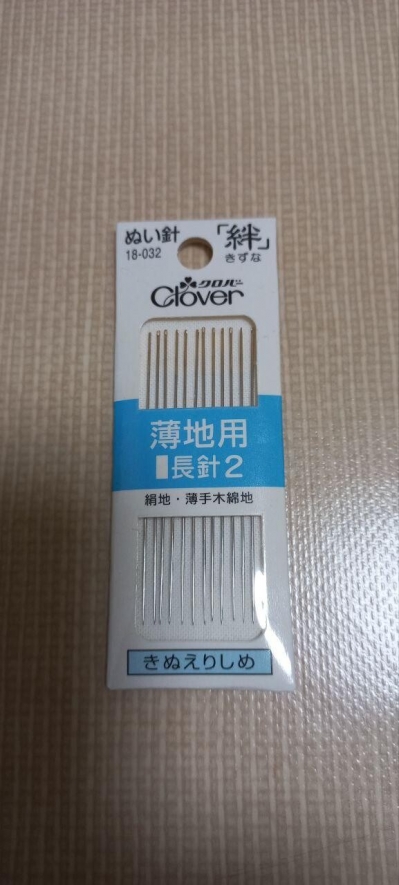 ぬい針
18-032
「絆」
きずな
クロバー
Clover
薄地用
長針2
絹地・薄手木綿地
きぬえりしめ